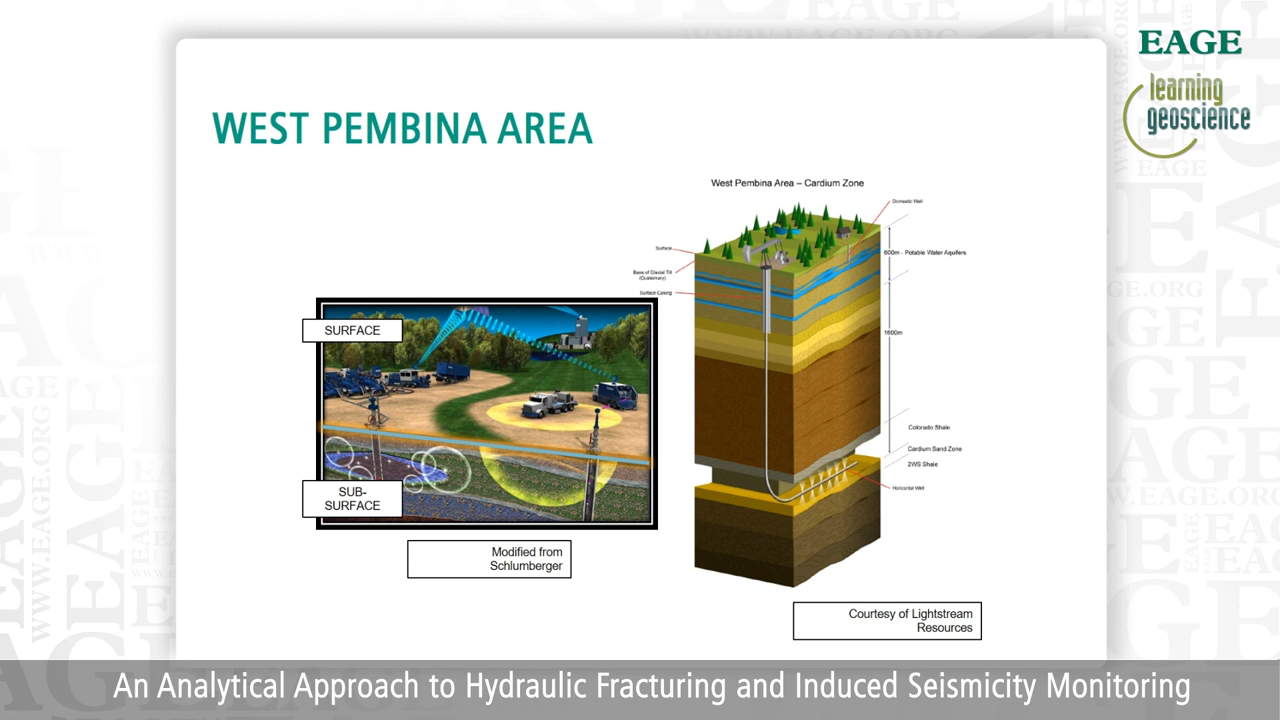 EAGE
learning
geoscience
WEST PEMBINA AREA
West Pembina Area – Cardium Zone
Domestic Well
Surface
600m - Potable Water Aquifers
Base of Glacial Till
(Quaternary)
Surface Casing
1600m
SURFACE
Colorado Shale
Cardium Sand Zone
2WS Shale
Horizontal Well
SUB-
SURFACE
Modified from
Schlumberger
Courtesy of Lightstream
Resources
An Analytical Approach to Hydraulic Fracturing and Induced Seismicity Monitoring